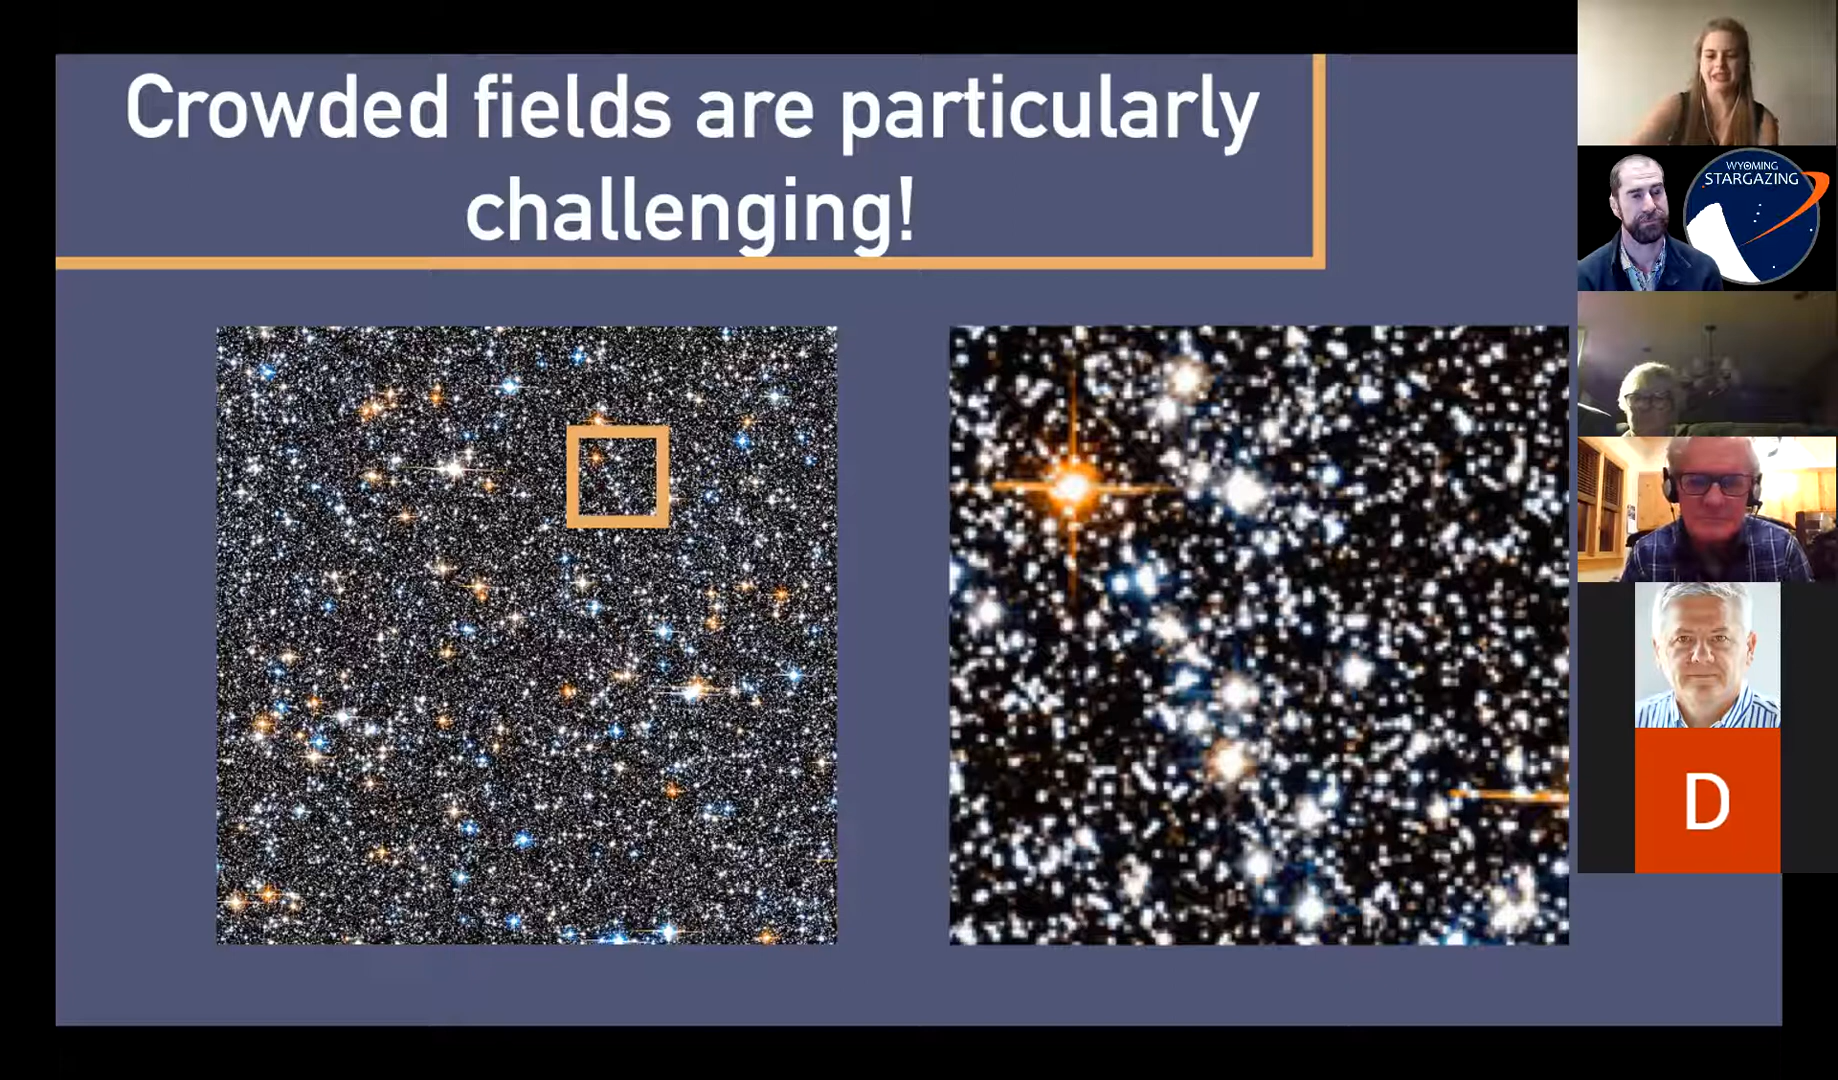 Crowded fields are particularly
challenging!
WYOMING
STARGAZING
D